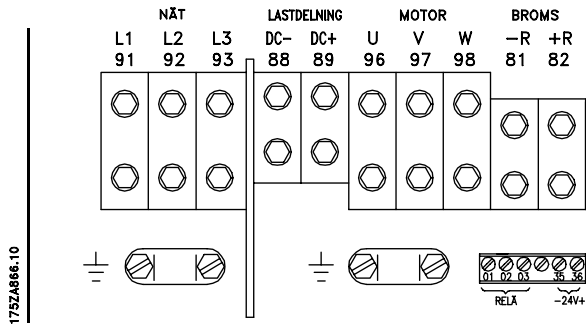 NÄT LASTDELNING MOTOR BROMS
L1 L2 L3 DC- DC+ U V W —R +R
91 92 93 88 89 96 97 98 81 82
01 02 03 35 36
RELÄ −24V+
175ZA866.10